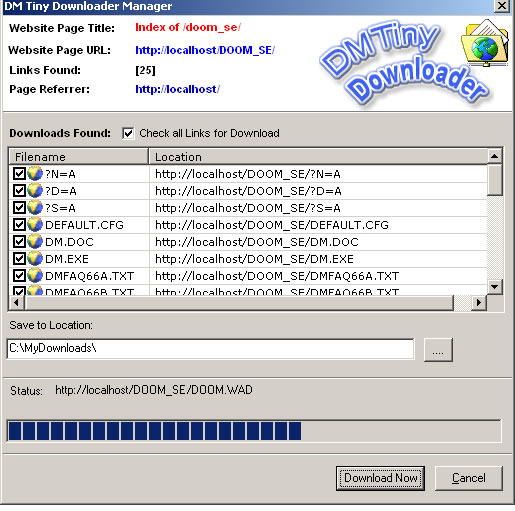 DM Tiny Downloader Manager
Website Page Title: Index of /doom_se/
Website Page URL: http://localhost/DOOM_SE/
Links Found: [25]
Page Referrer: http://localhost/
DMTiny
Downloader
Downloads Found: Check all Links for Download
Filename Location
?N=A http://localhost/DOOM_SE/?N=A
?D=A http://localhost/DOOM_SE/?D=A
?S=A http://localhost/DOOM_SE/?S=A
DEFAULT.CFG http://localhost/DOOM_SE/DEFAULT.CFG
DM.DOC http://localhost/DOOM_SE/DM.DOC
DM.EXE http://localhost/DOOM_SE/DM.EXE
DMFAQ66A.TXT http://localhost/DOOM_SE/DMFAQ66A.TXT
DMFAQ66B.TXT http://localhost/DOOM_SE/DMFAQ66B.TXT
Save to Location:
C:\MyDownloads\
....
Status: http://localhost/DOOM_SE/DOOM.WAD
Download Now Cancel